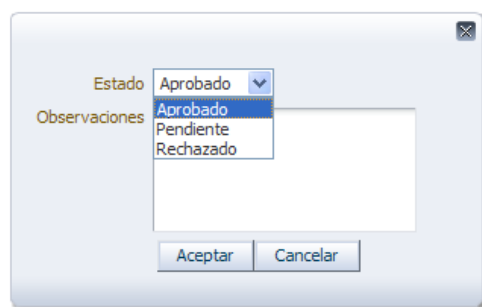 Estado Aprobado
Observaciones Aprobado
Pendiente
Rechazado
Aceptar Cancelar